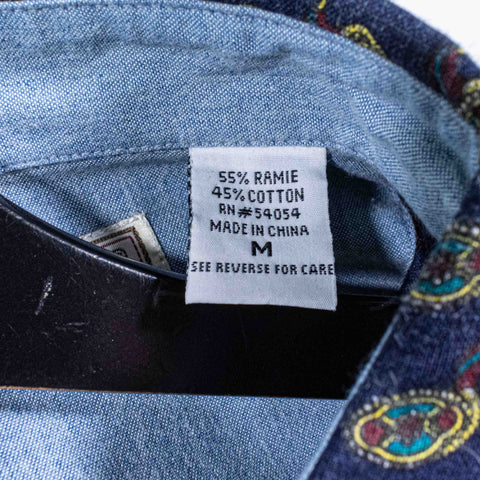 55% RAMIE
45% COTTON
RN#54054
MADE IN CHINA
M
SEE REVERSE FOR CARE